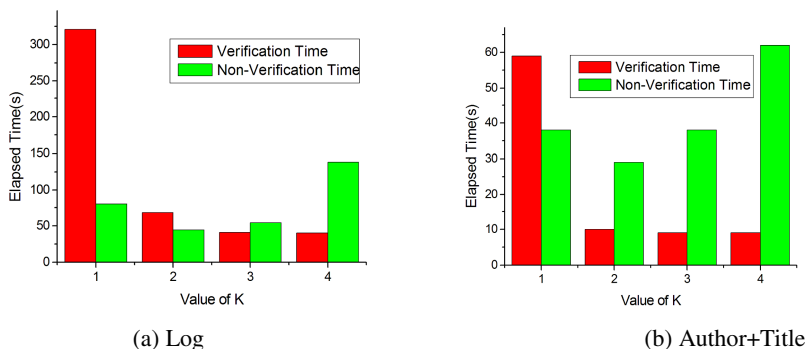 300
250
200
150
100
50
0
Elapsed Time(s)
Verification Time
Non-Verification Time
1 2 3 4
Value of K
(a) Log
60
50
40
30
20
10
0
Elapsed Time(s)
Verification Time
Non-Verification Time
1 2 3 4
Value of K
(b) Author+Title